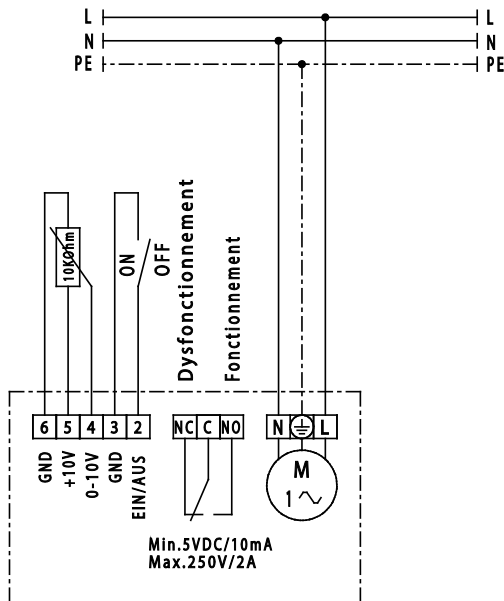 L L
N N
PE PE
10KOhm
ON
OFF
Dysfonctionnement
Fonctionnement
6 5 4 3 2
NC C NO
N L
GND
+10V
0-10V
GND
EIN/AUS
M
1
Min.5VDC/10mA
Max.250V/2A